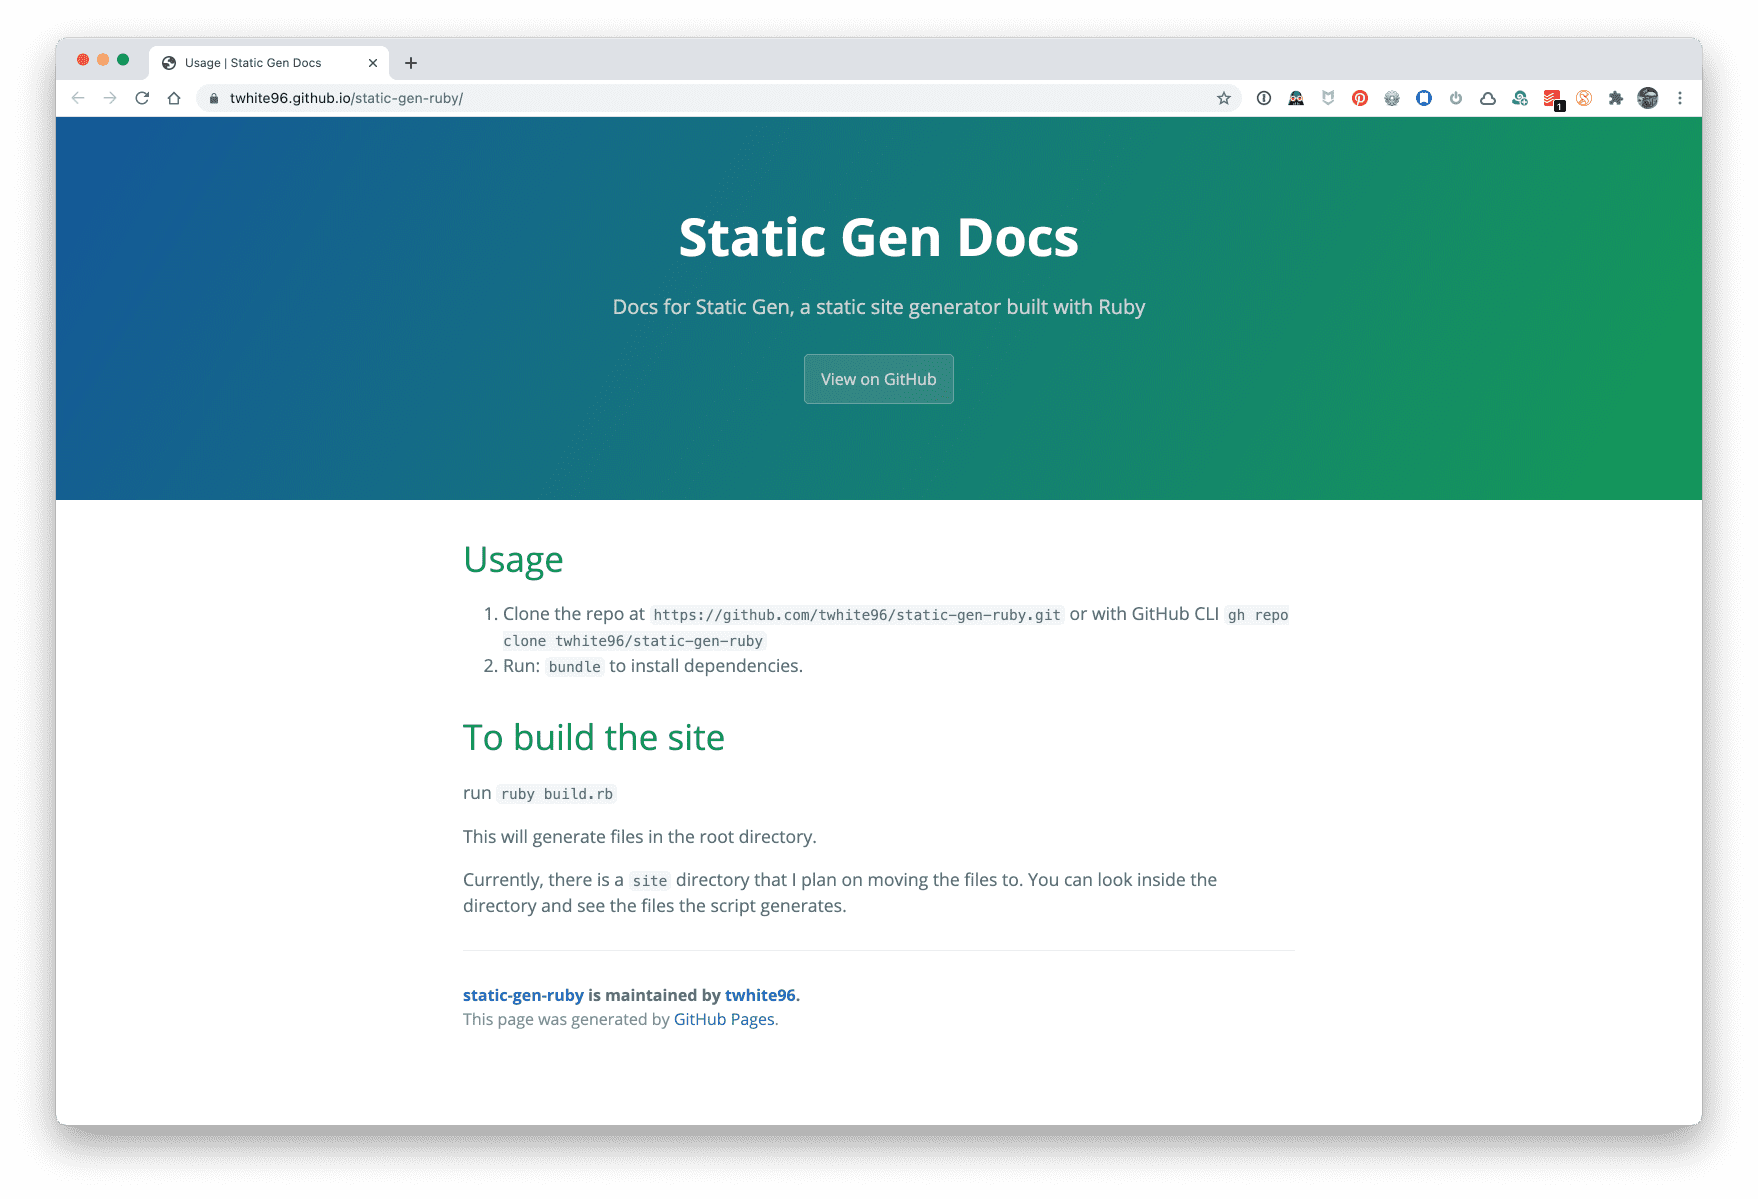 Usage | Static Gen Docs
twhite96.github.io/static-gen-ruby/
1
Static Gen Docs
Docs for Static Gen, a static site generator built with Ruby
View on GitHub
Usage
1. Clone the repo at https://github.com/twhite96/static-gen-ruby.git or with GitHub CLI gh repo
clone twhite96/static-gen-ruby
2. Run: bundle to install dependencies.
To build the site
run ruby build.rb
This will generate files in the root directory.
Currently, there is a site directory that I plan on moving the files to. You can look inside the
directory and see the files the script generates.
static-gen-ruby is maintained by twhite96.
This page was generated by GitHub Pages.